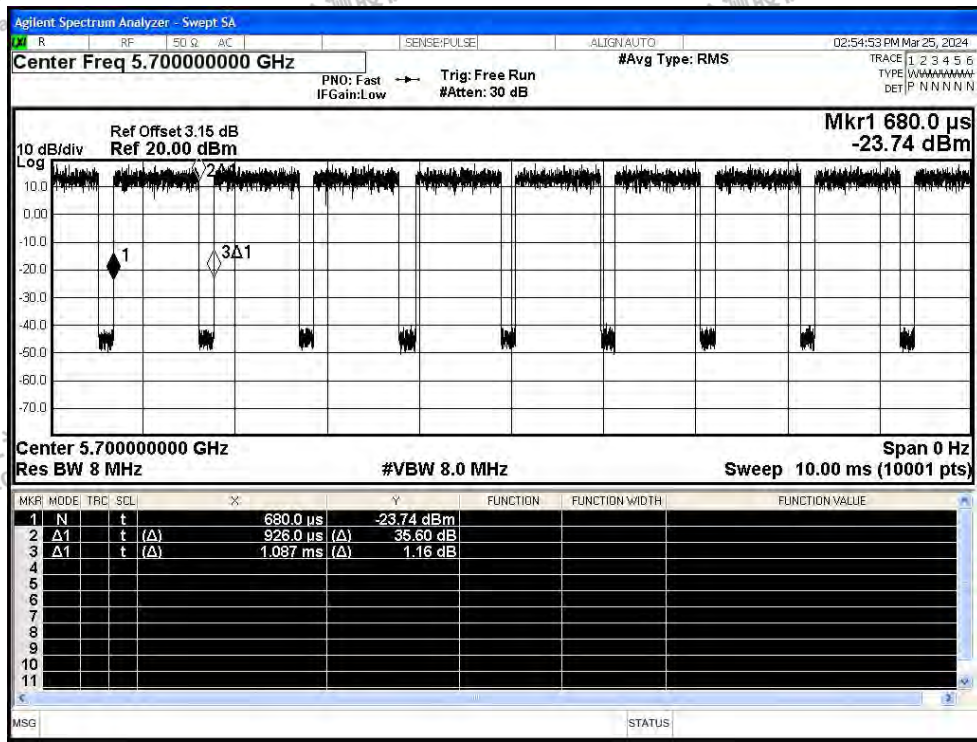 Agilent Spectrum Analyzer - Swept SA
LXI R RF 50 Ω AC SENSE:PULSE ALIGN AUTO 02:54:53 PM Mar 25, 2024
Center Freq 5.700000000 GHz
PNO: Fast
IFGain:Low
Trig: Free Run
#Atten: 30 dB
#Avg Type: RMS
TRACE 1 2 3 4 5 6
TYPE WWWWWW
DET P N N N N N
Mkr1 680.0 µs
-23.74 dBm
Ref Offset 3.15 dB
10 dB/div Ref 20.00 dBm
Log
2Δ1
10.0
0.00
-10.0
1 3Δ1
-20.0
-30.0
-40.0
-50.0
-60.0
-70.0
Center 5.700000000 GHz Span 0 Hz
Res BW 8 MHz #VBW 8.0 MHz Sweep 10.00 ms (10001 pts)
MKR MODE TRC SCL X Y FUNCTION FUNCTION WIDTH FUNCTION VALUE
1 N t 680.0 µs -23.74 dBm
2 Δ1 t (Δ) 926.0 µs (Δ) 35.60 dB
3 Δ1 t (Δ) 1.087 ms (Δ) 1.16 dB
4
5
6
7
8
9
10
11
MSG STATUS